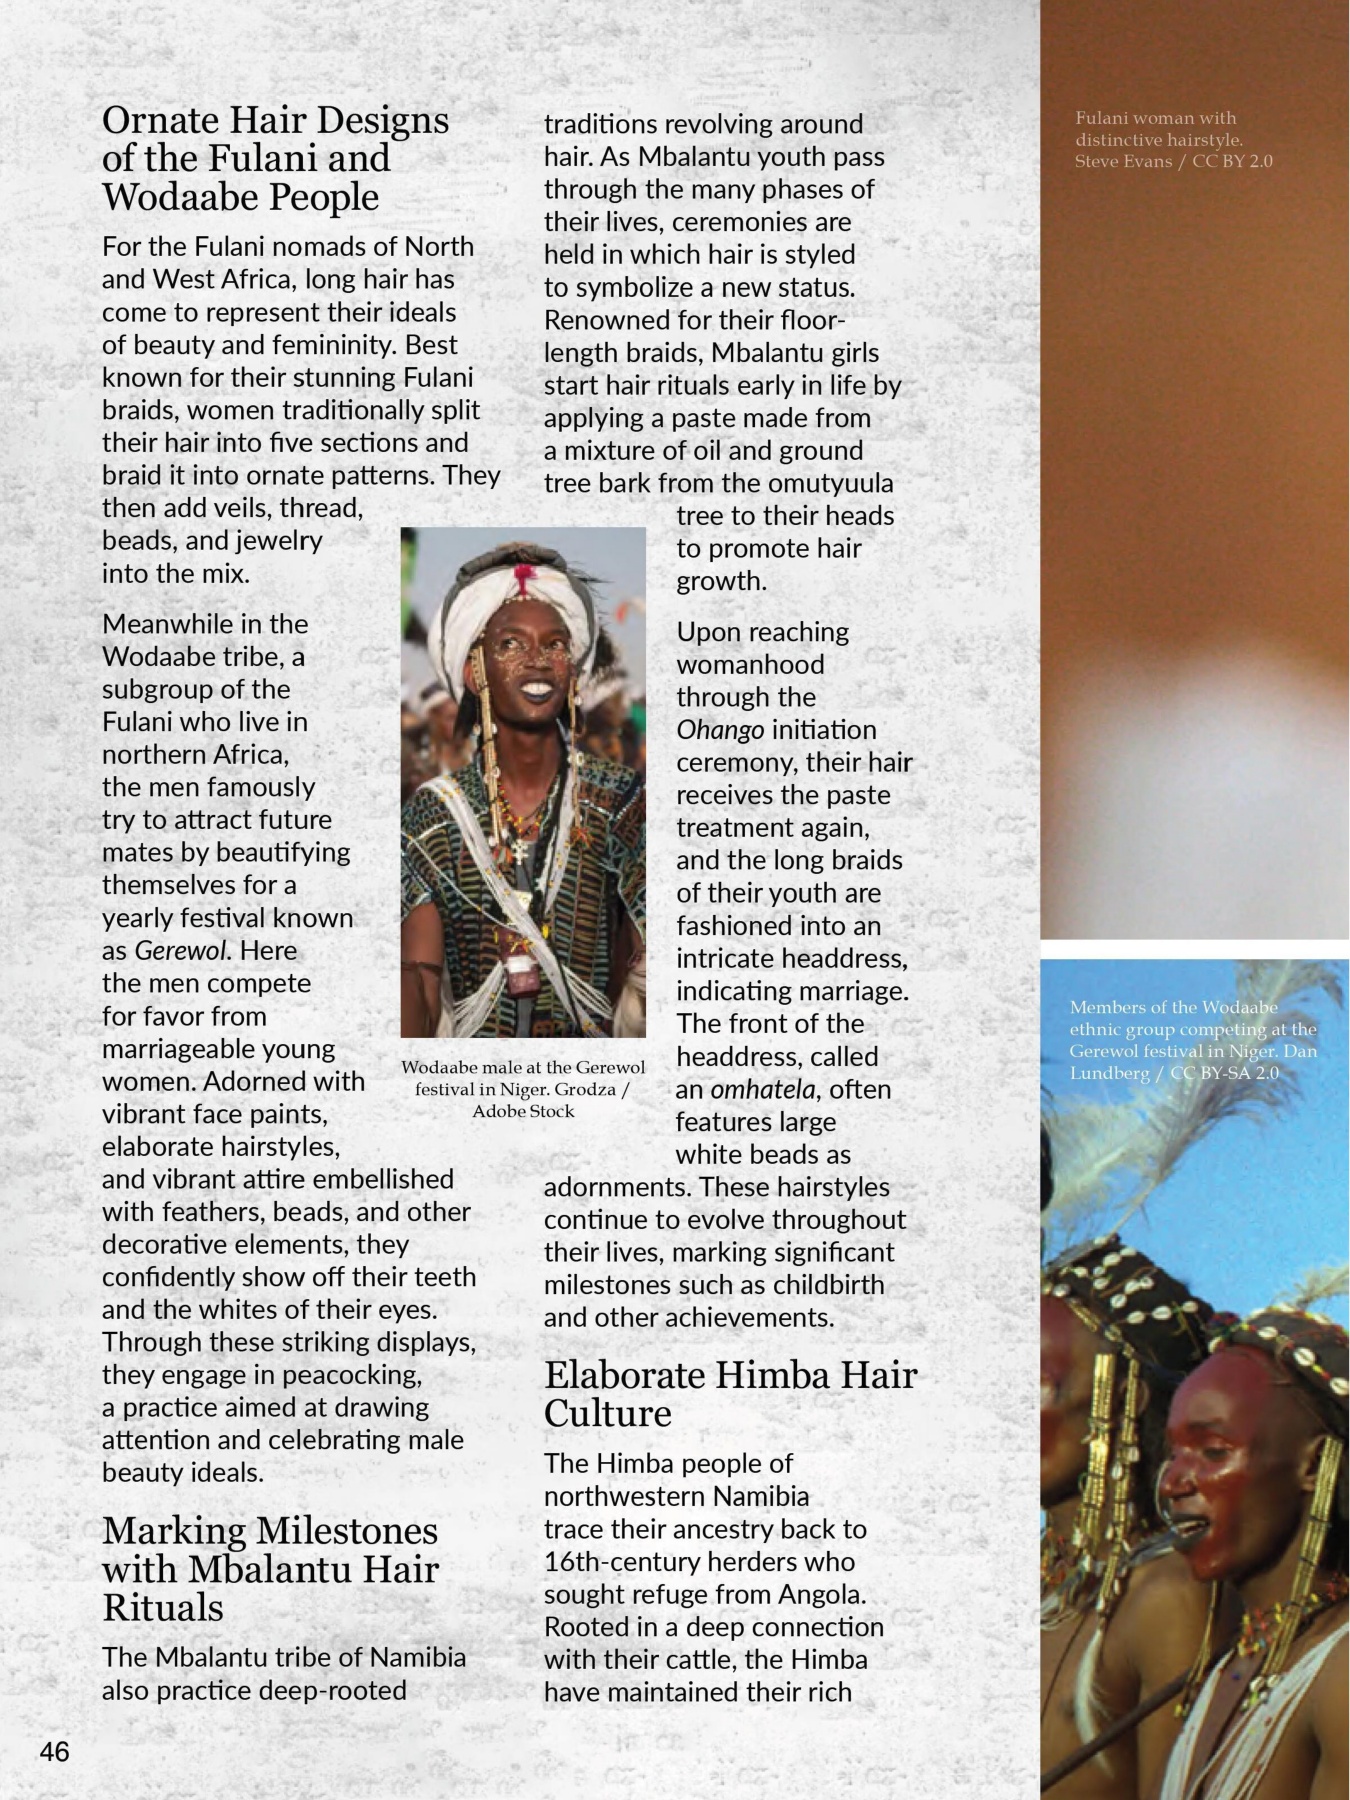 Ornate Hair Designs
of the Fulani and
Wodaabe People
For the Fulani nomads of North
and West Africa, long hair has
come to represent their ideals
of beauty and femininity. Best
known for their stunning Fulani
braids, women traditionally split
their hair into five sections and
braid it into ornate patterns. They
then add veils, thread,
beads, and jewelry
into the mix.
Meanwhile in the
Wodaabe tribe, a
subgroup of the
Fulani who live in
northern Africa,
the men famously
try to attract future
mates by beautifying
themselves for a
yearly festival known
as Gerewol. Here
the men compete
for favor from
marriageable young
women. Adorned with
vibrant face paints,
elaborate hairstyles,
and vibrant attire embellished
with feathers, beads, and other
decorative elements, they
confidently show off their teeth
and the whites of their eyes.
Through these striking displays,
they engage in peacocking,
a practice aimed at drawing
attention and celebrating male
beauty ideals.
Marking Milestones
with Mbalantu Hair
Rituals
The Mbalantu tribe of Namibia
also practice deep-rooted
traditions revolving around
hair. As Mbalantu youth pass
through the many phases of
their lives, ceremonies are
held in which hair is styled
to symbolize a new status.
Renowned for their floor-
length braids, Mbalantu girls
start hair rituals early in life by
applying a paste made from
a mixture of oil and ground
tree bark from the omutyuula
tree to their heads
to promote hair
growth.
Upon reaching
womanhood
through the
Ohango initiation
ceremony, their hair
receives the paste
treatment again,
and the long braids
of their youth are
fashioned into an
intricate headdress,
indicating marriage.
The front of the
headdress, called
an omhatela, often
features large
white beads as
adornments. These hairstyles
continue to evolve throughout
their lives, marking significant
milestones such as childbirth
and other achievements.
Elaborate Himba Hair
Culture
The Himba people of
northwestern Namibia
trace their ancestry back to
16th-century herders who
sought refuge from Angola.
Rooted in a deep connection
with their cattle, the Himba
have maintained their rich
Wodaabe male at the Gerewol
festival in Niger. Grodza /
Adobe Stock
Fulani woman with
distinctive hairstyle.
Steve Evans / CC BY 2.0
Members of the Wodaabe
ethnic group competing at the
Gerewol festival in Niger. Dan
Lundberg / CC BY-SA 2.0
46